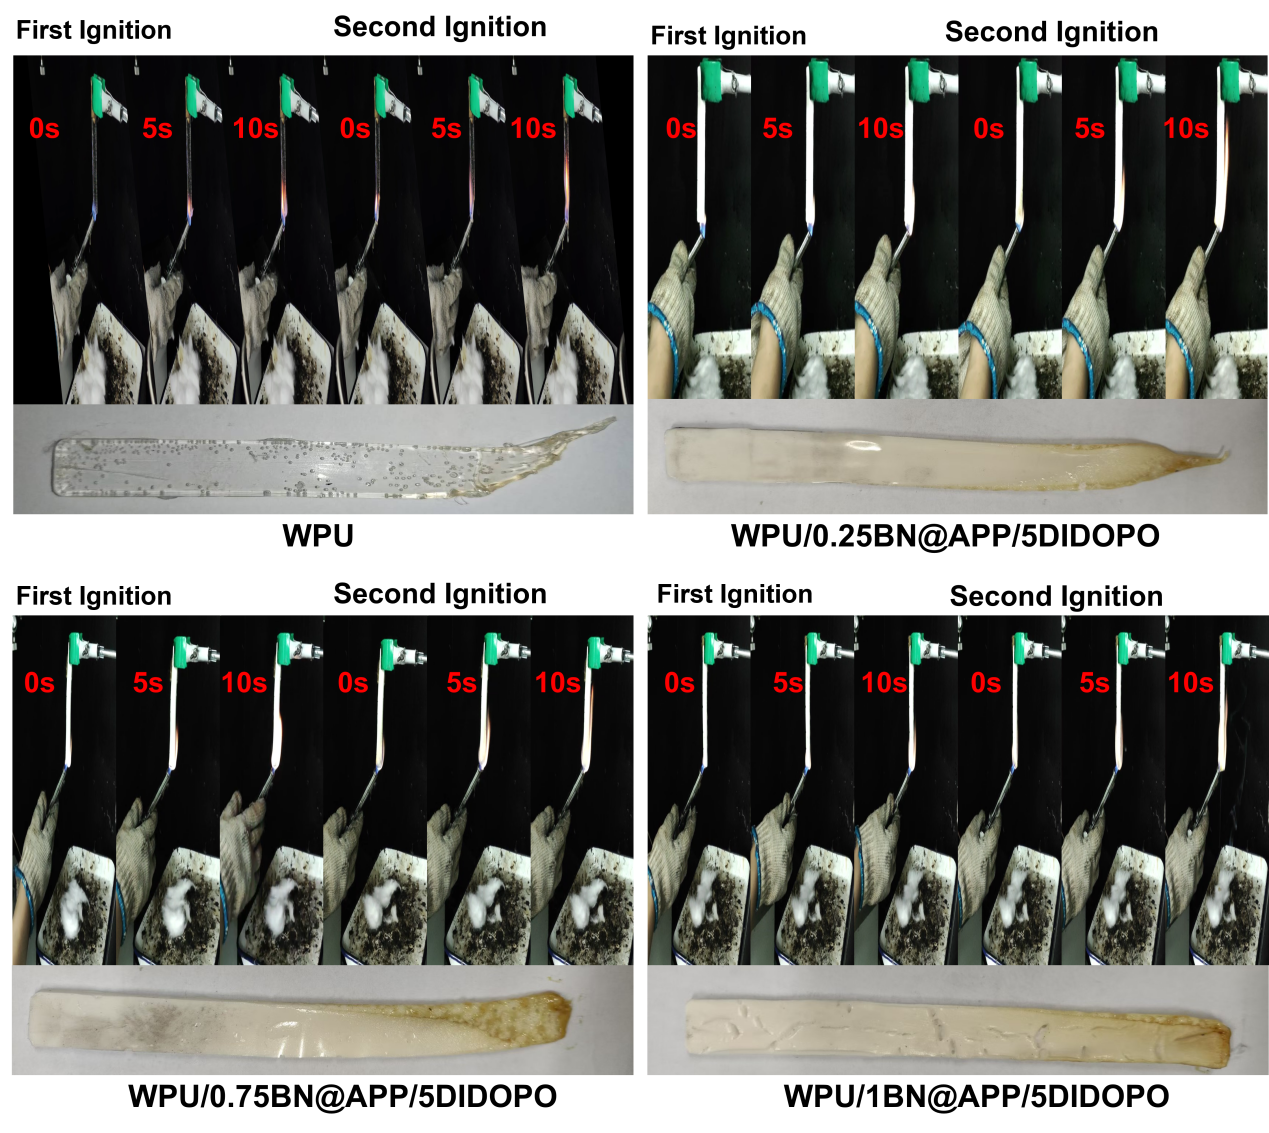 First Ignition
Second Ignition
0s
5s
10s
0s
5s
10s
WPU
First Ignition
Second Ignition
0s
5s
10s
0s
5s
10s
WPU/0.25BN@APP/5DIDOPO
First Ignition
Second Ignition
0s
5s
10s
0s
5s
10s
WPU/0.75BN@APP/5DIDOPO
First Ignition
Second Ignition
0s
5s
10s
0s
5s
10s
WPU/1BN@APP/5DIDOPO